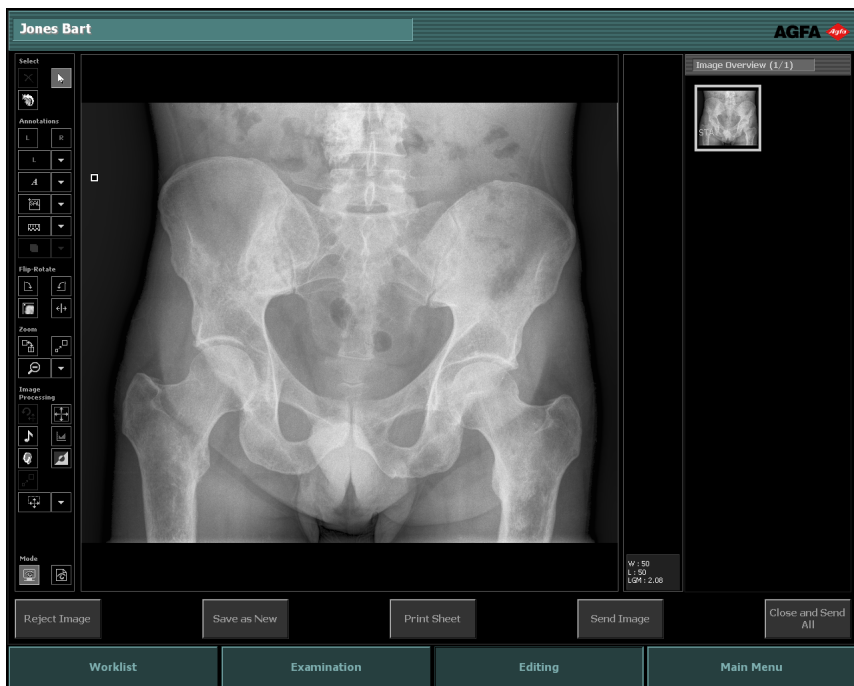 Jones Bart
AGFA
Agfa
Select
Annotations
L R
L
A
Flip-Rotate
Zoom
Image
Processing
Mode
Image Overview (1/1)
W : 50
L : 50
LGM : 2.08
Reject Image
Save as New
Print Sheet
Send Image
Close and Send
All
Worklist
Examination
Editing
Main Menu